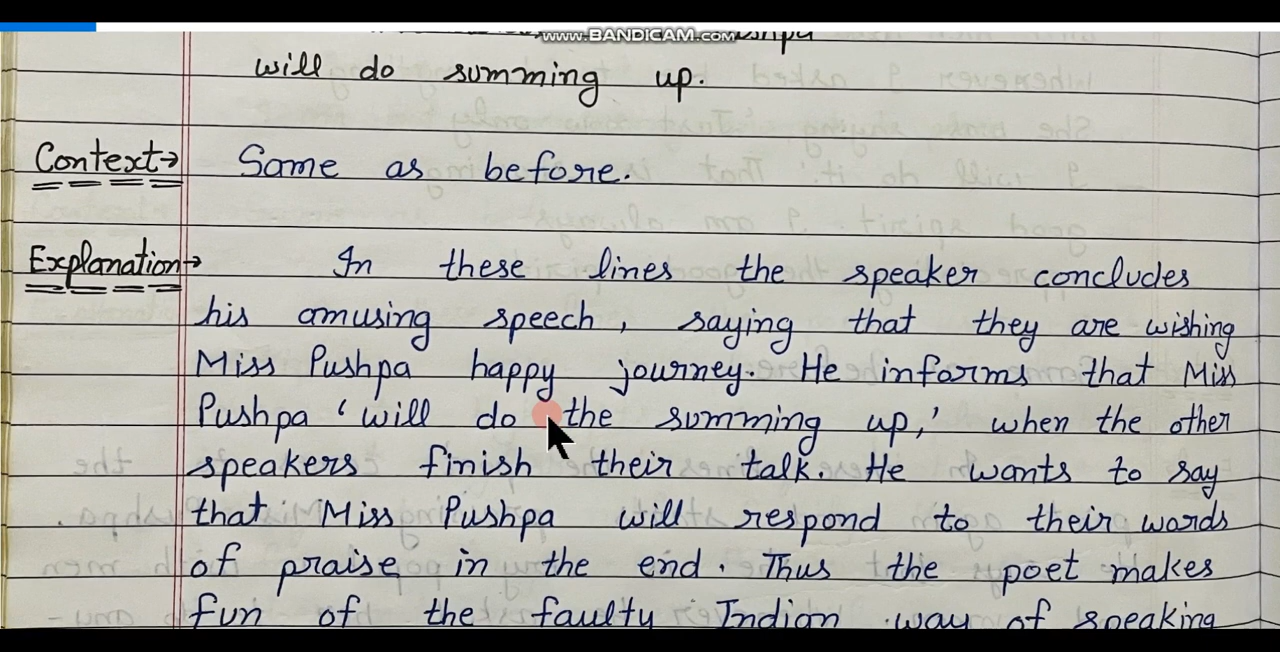 www.BANDICAM.com
will do summing up.
Context→ Same as before.
Explanation→ In these lines the speaker concludes
his amusing speech, saying that they are wishing
Miss Pushpa happy journey. He informs that Miss
Pushpa 'will do the summing up,' when the other
speakers finish their talk. He wants to say
that Miss Pushpa will respond to their words
of praise in the end. Thus the poet makes
fun of the faulty Indian way of speaking